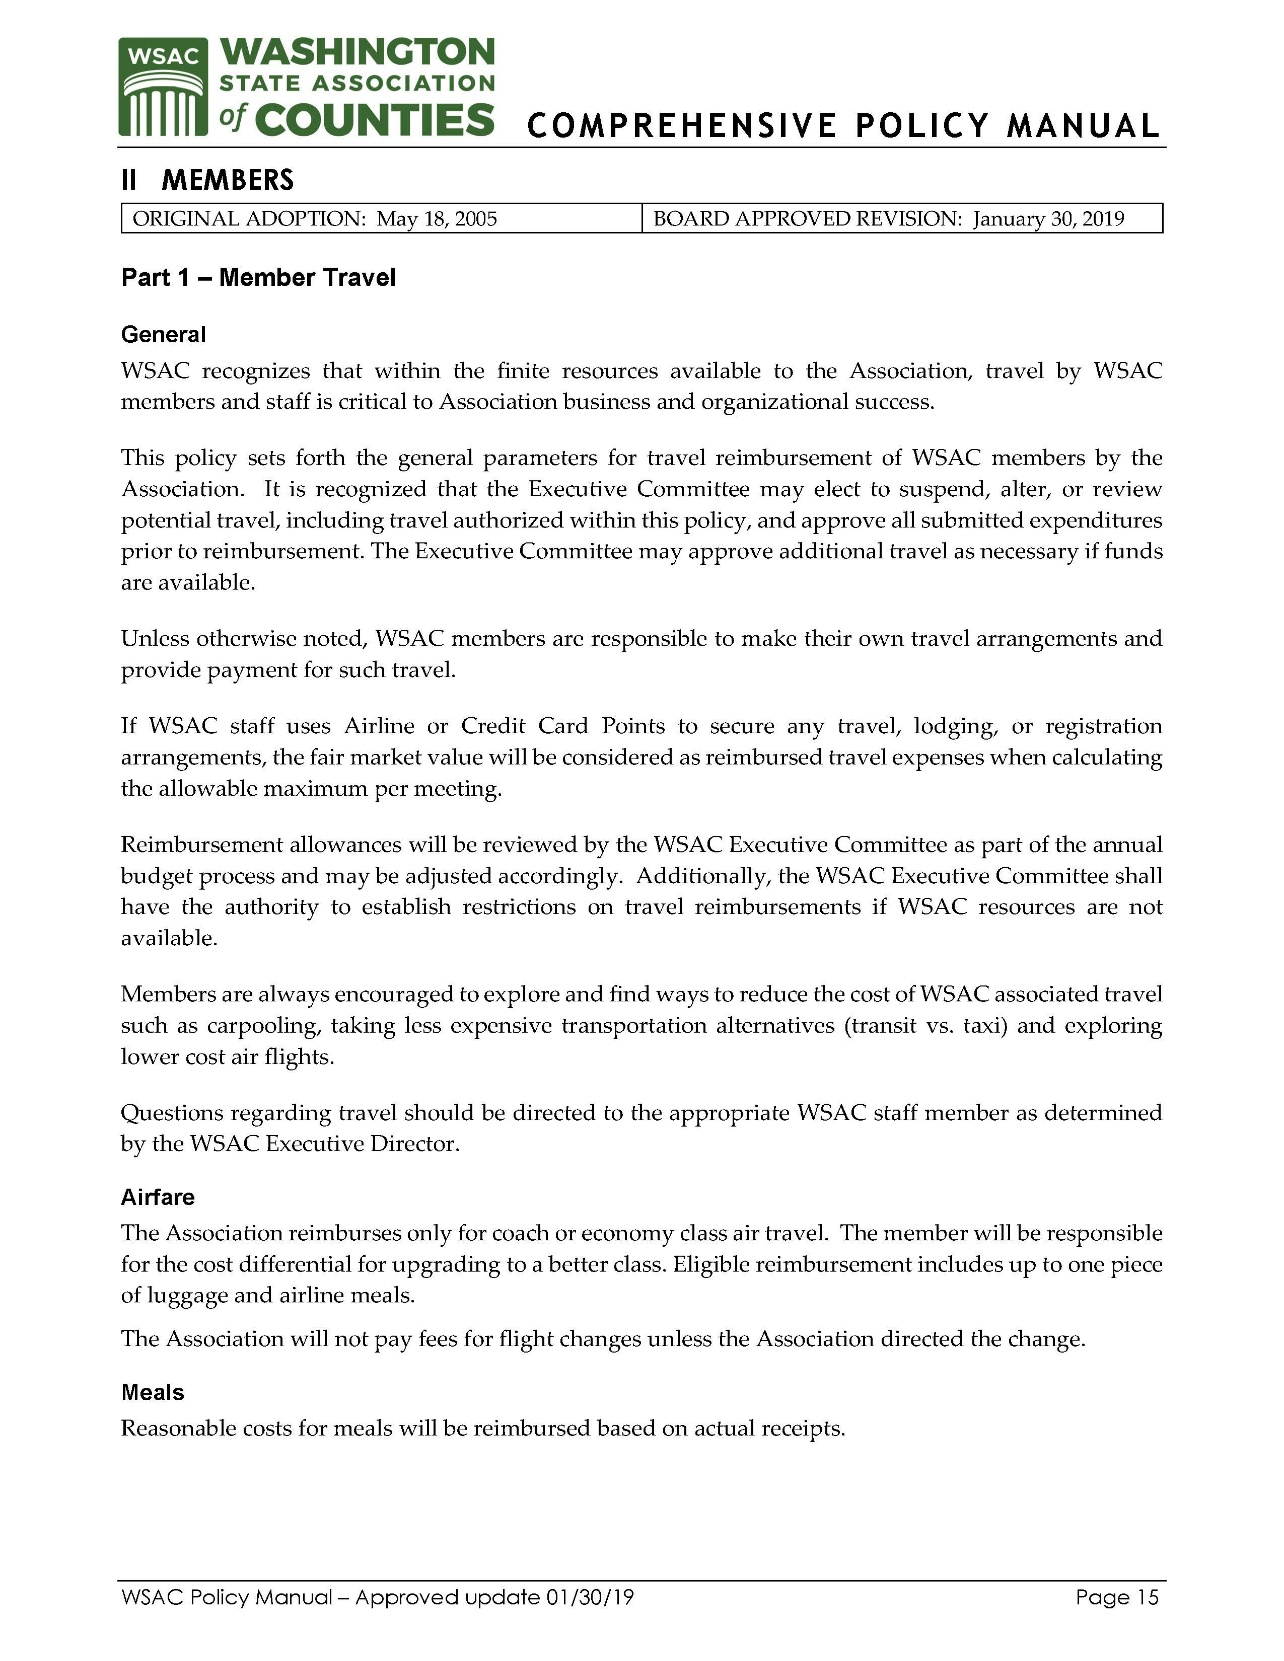 WSAC WASHINGTON
STATE ASSOCIATION
of COUNTIES COMPREHENSIVE POLICY MANUAL
II MEMBERS
ORIGINAL ADOPTION: May 18, 2005 BOARD APPROVED REVISION: January 30, 2019
Part 1 – Member Travel
General
WSAC recognizes that within the finite resources available to the Association, travel by WSAC
members and staff is critical to Association business and organizational success.
This policy sets forth the general parameters for travel reimbursement of WSAC members by the
Association. It is recognized that the Executive Committee may elect to suspend, alter, or review
potential travel, including travel authorized within this policy, and approve all submitted expenditures
prior to reimbursement. The Executive Committee may approve additional travel as necessary if funds
are available.
Unless otherwise noted, WSAC members are responsible to make their own travel arrangements and
provide payment for such travel.
If WSAC staff uses Airline or Credit Card Points to secure any travel, lodging, or registration
arrangements, the fair market value will be considered as reimbursed travel expenses when calculating
the allowable maximum per meeting.
Reimbursement allowances will be reviewed by the WSAC Executive Committee as part of the annual
budget process and may be adjusted accordingly. Additionally, the WSAC Executive Committee shall
have the authority to establish restrictions on travel reimbursements if WSAC resources are not
available.
Members are always encouraged to explore and find ways to reduce the cost of WSAC associated travel
such as carpooling, taking less expensive transportation alternatives (transit vs. taxi) and exploring
lower cost air flights.
Questions regarding travel should be directed to the appropriate WSAC staff member as determined
by the WSAC Executive Director.
Airfare
The Association reimburses only for coach or economy class air travel. The member will be responsible
for the cost differential for upgrading to a better class. Eligible reimbursement includes up to one piece
of luggage and airline meals.
The Association will not pay fees for flight changes unless the Association directed the change.
Meals
Reasonable costs for meals will be reimbursed based on actual receipts.
WSAC Policy Manual – Approved update 01/30/19 Page 15